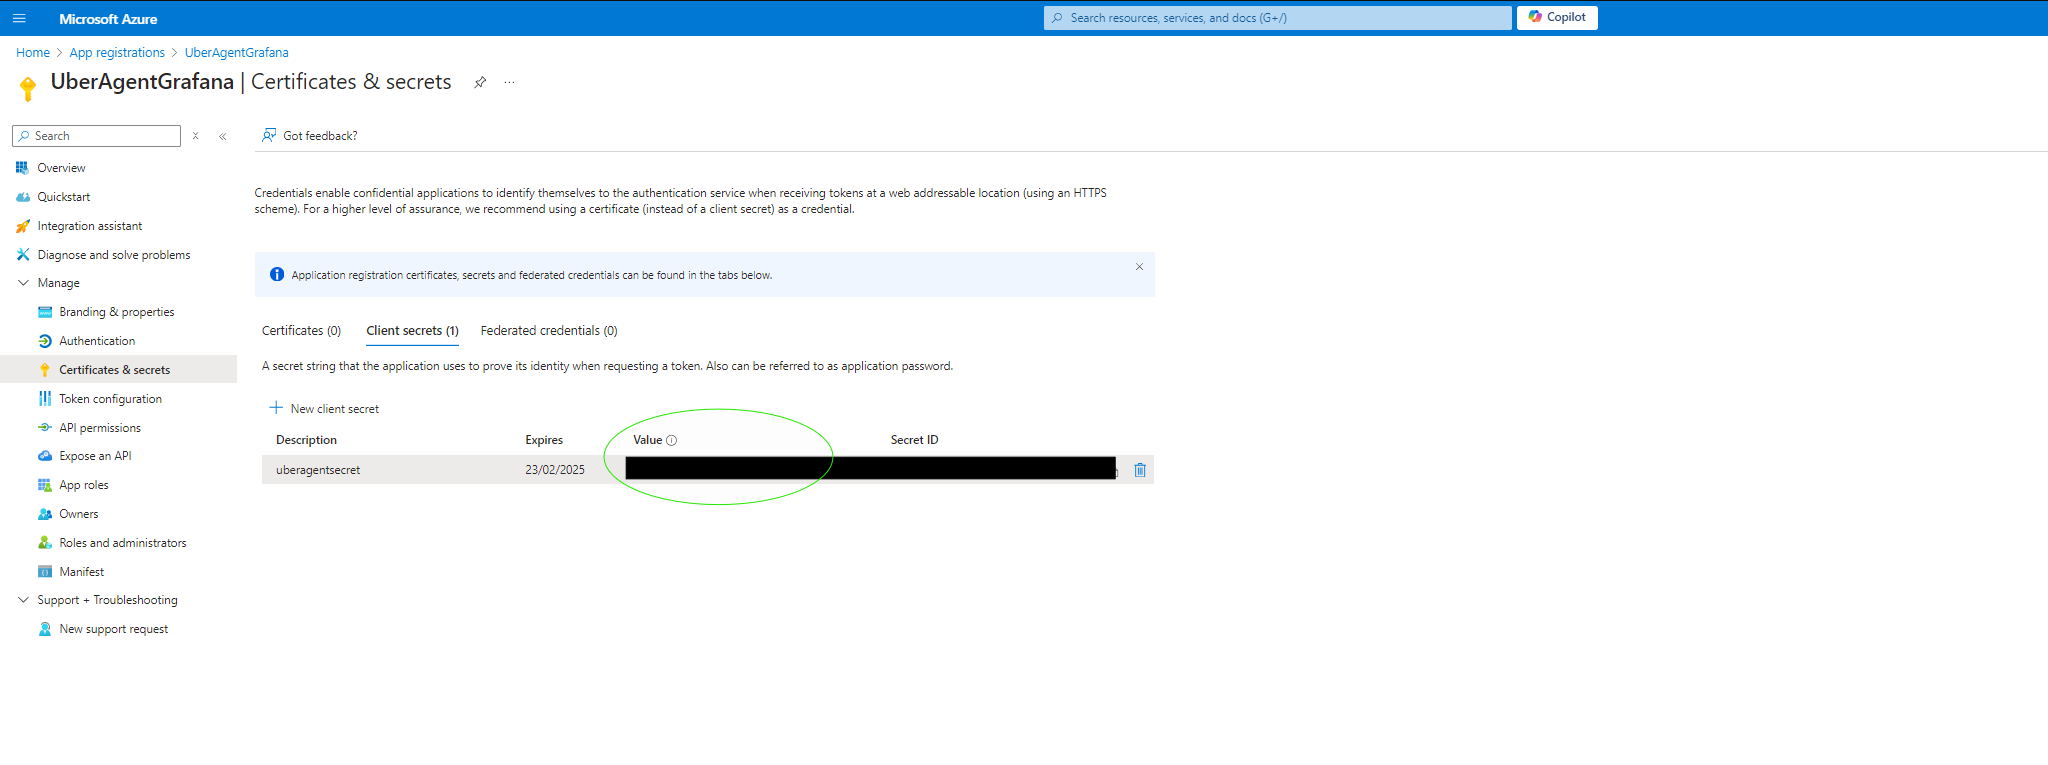 Microsoft Azure
Search resources, services, and docs (G+/)
Copilot
Home > App registrations > UberAgentGrafana
UberAgentGrafana | Certificates & secrets
Search
Got feedback?
Overview
Quickstart
Integration assistant
Diagnose and solve problems
Manage
Branding & properties
Authentication
Certificates & secrets
Token configuration
API permissions
Expose an API
App roles
Owners
Roles and administrators
Manifest
Support + Troubleshooting
New support request
Credentials enable confidential applications to identify themselves to the authentication service when receiving tokens at a web addressable location (using an HTTPS
scheme). For a higher level of assurance, we recommend using a certificate (instead of a client secret) as a credential.
Application registration certificates, secrets and federated credentials can be found in the tabs below.
Certificates (0) Client secrets (1) Federated credentials (0)
A secret string that the application uses to prove its identity when requesting a token. Also can be referred to as application password.
New client secret
Description Expires Value Secret ID
uberagentsecret 23/02/2025